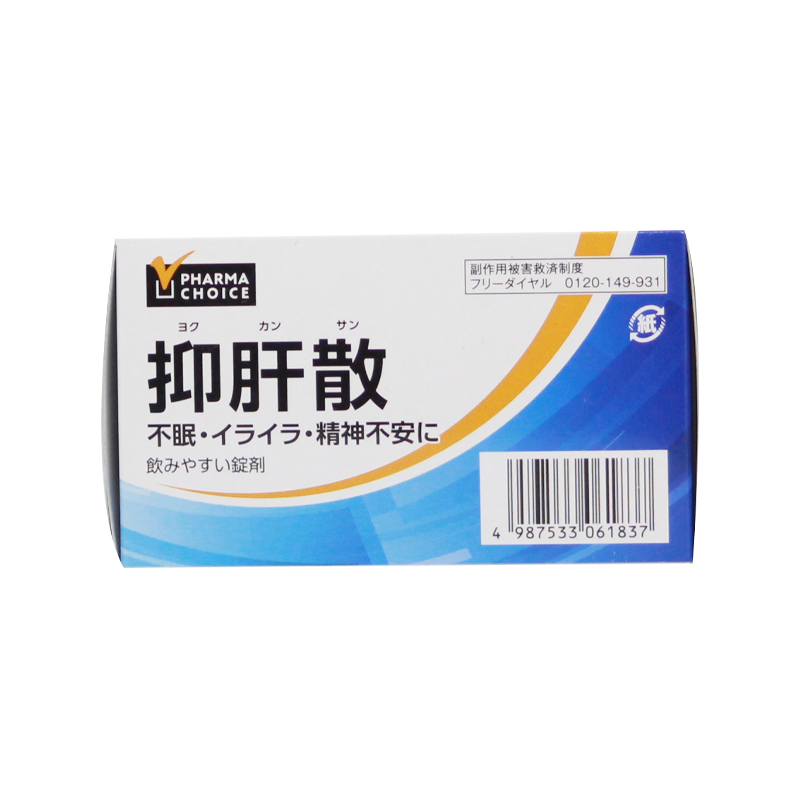 PHARMA
CHOICE
副作用被害救済制度
フリーダイヤル 0120-149-931
紙
ヨク カン サン
抑肝散
不眠・イライラ・精神不安に
飲みやすい錠剤
4 987533 061837